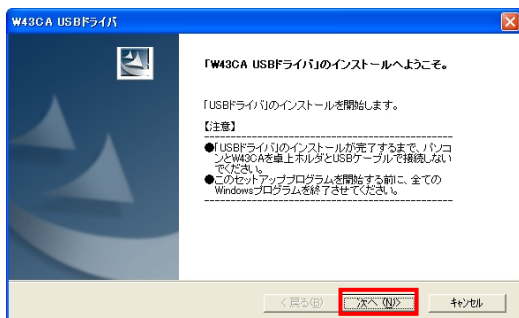 W43CA USBドライバ
「W43CA USBドライバ」のインストールへようこそ。
「USBドライバ」のインストールを開始します。
【注意】
----------------------------------------------------
●「USBドライバ」のインストールが完了するまで、パソコ
ンとW43CAを卓上ホルダとUSBケーブルで接続しない
でください。
●このセットアッププログラムを開始する前に、全ての
Windowsプログラムを終了させてください。
----------------------------------------------------
< 戻る(B)
次へ (N)>
キャンセル